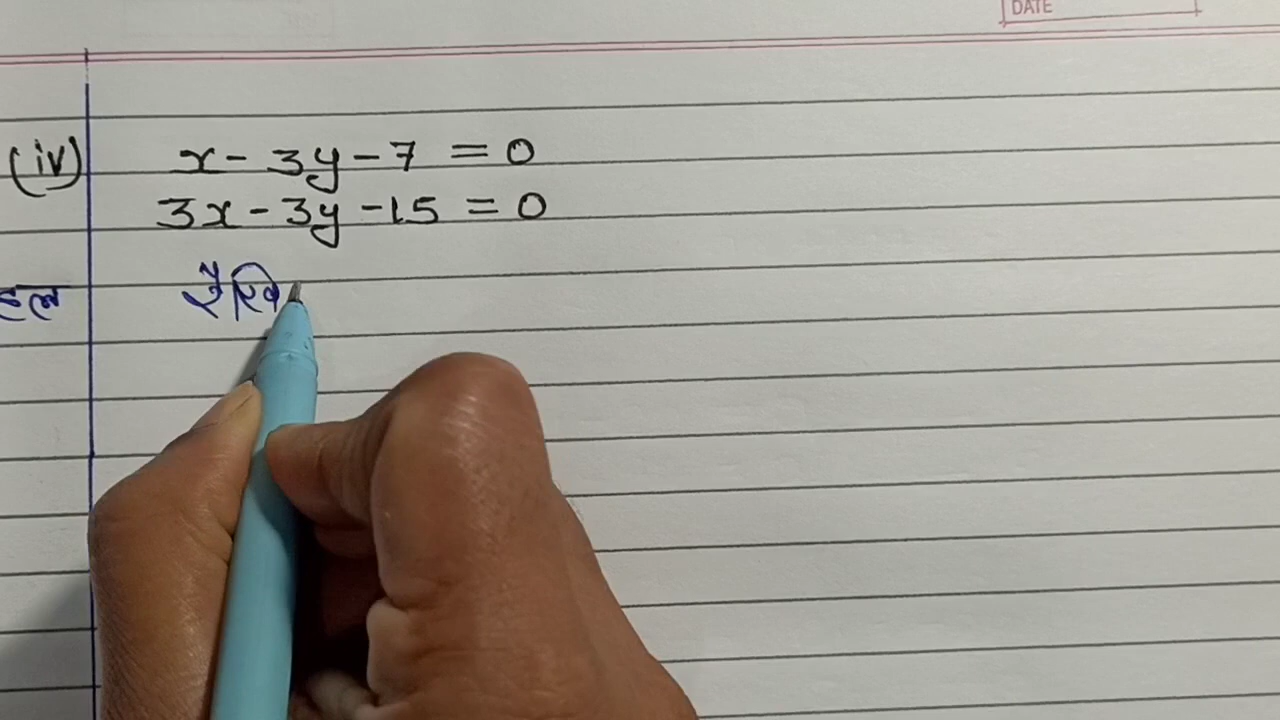 DATE
(iv) x - 3y - 7 = 0
3x - 3y - 15 = 0
हल रैखि